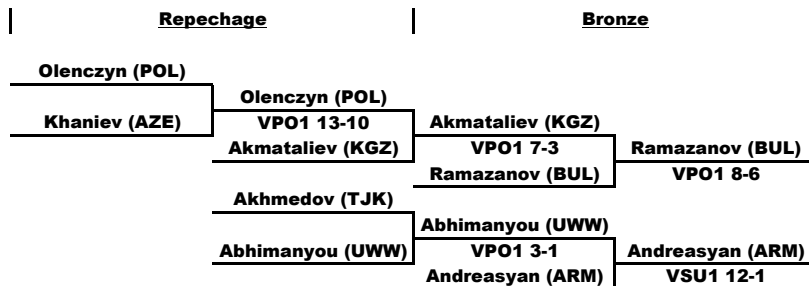 Repechage
Bronze
Olenczyn (POL)
Olenczyn (POL)
Khaniev (AZE)
VPO1 13-10
Akmataliev (KGZ)
Akmataliev (KGZ)
VPO1 7-3
Ramazanov (BUL)
Ramazanov (BUL)
VPO1 8-6
Akhmedov (TJK)
Abhimanyou (UWW)
Abhimanyou (UWW)
VPO1 3-1
Andreasyan (ARM)
Andreasyan (ARM)
VSU1 12-1